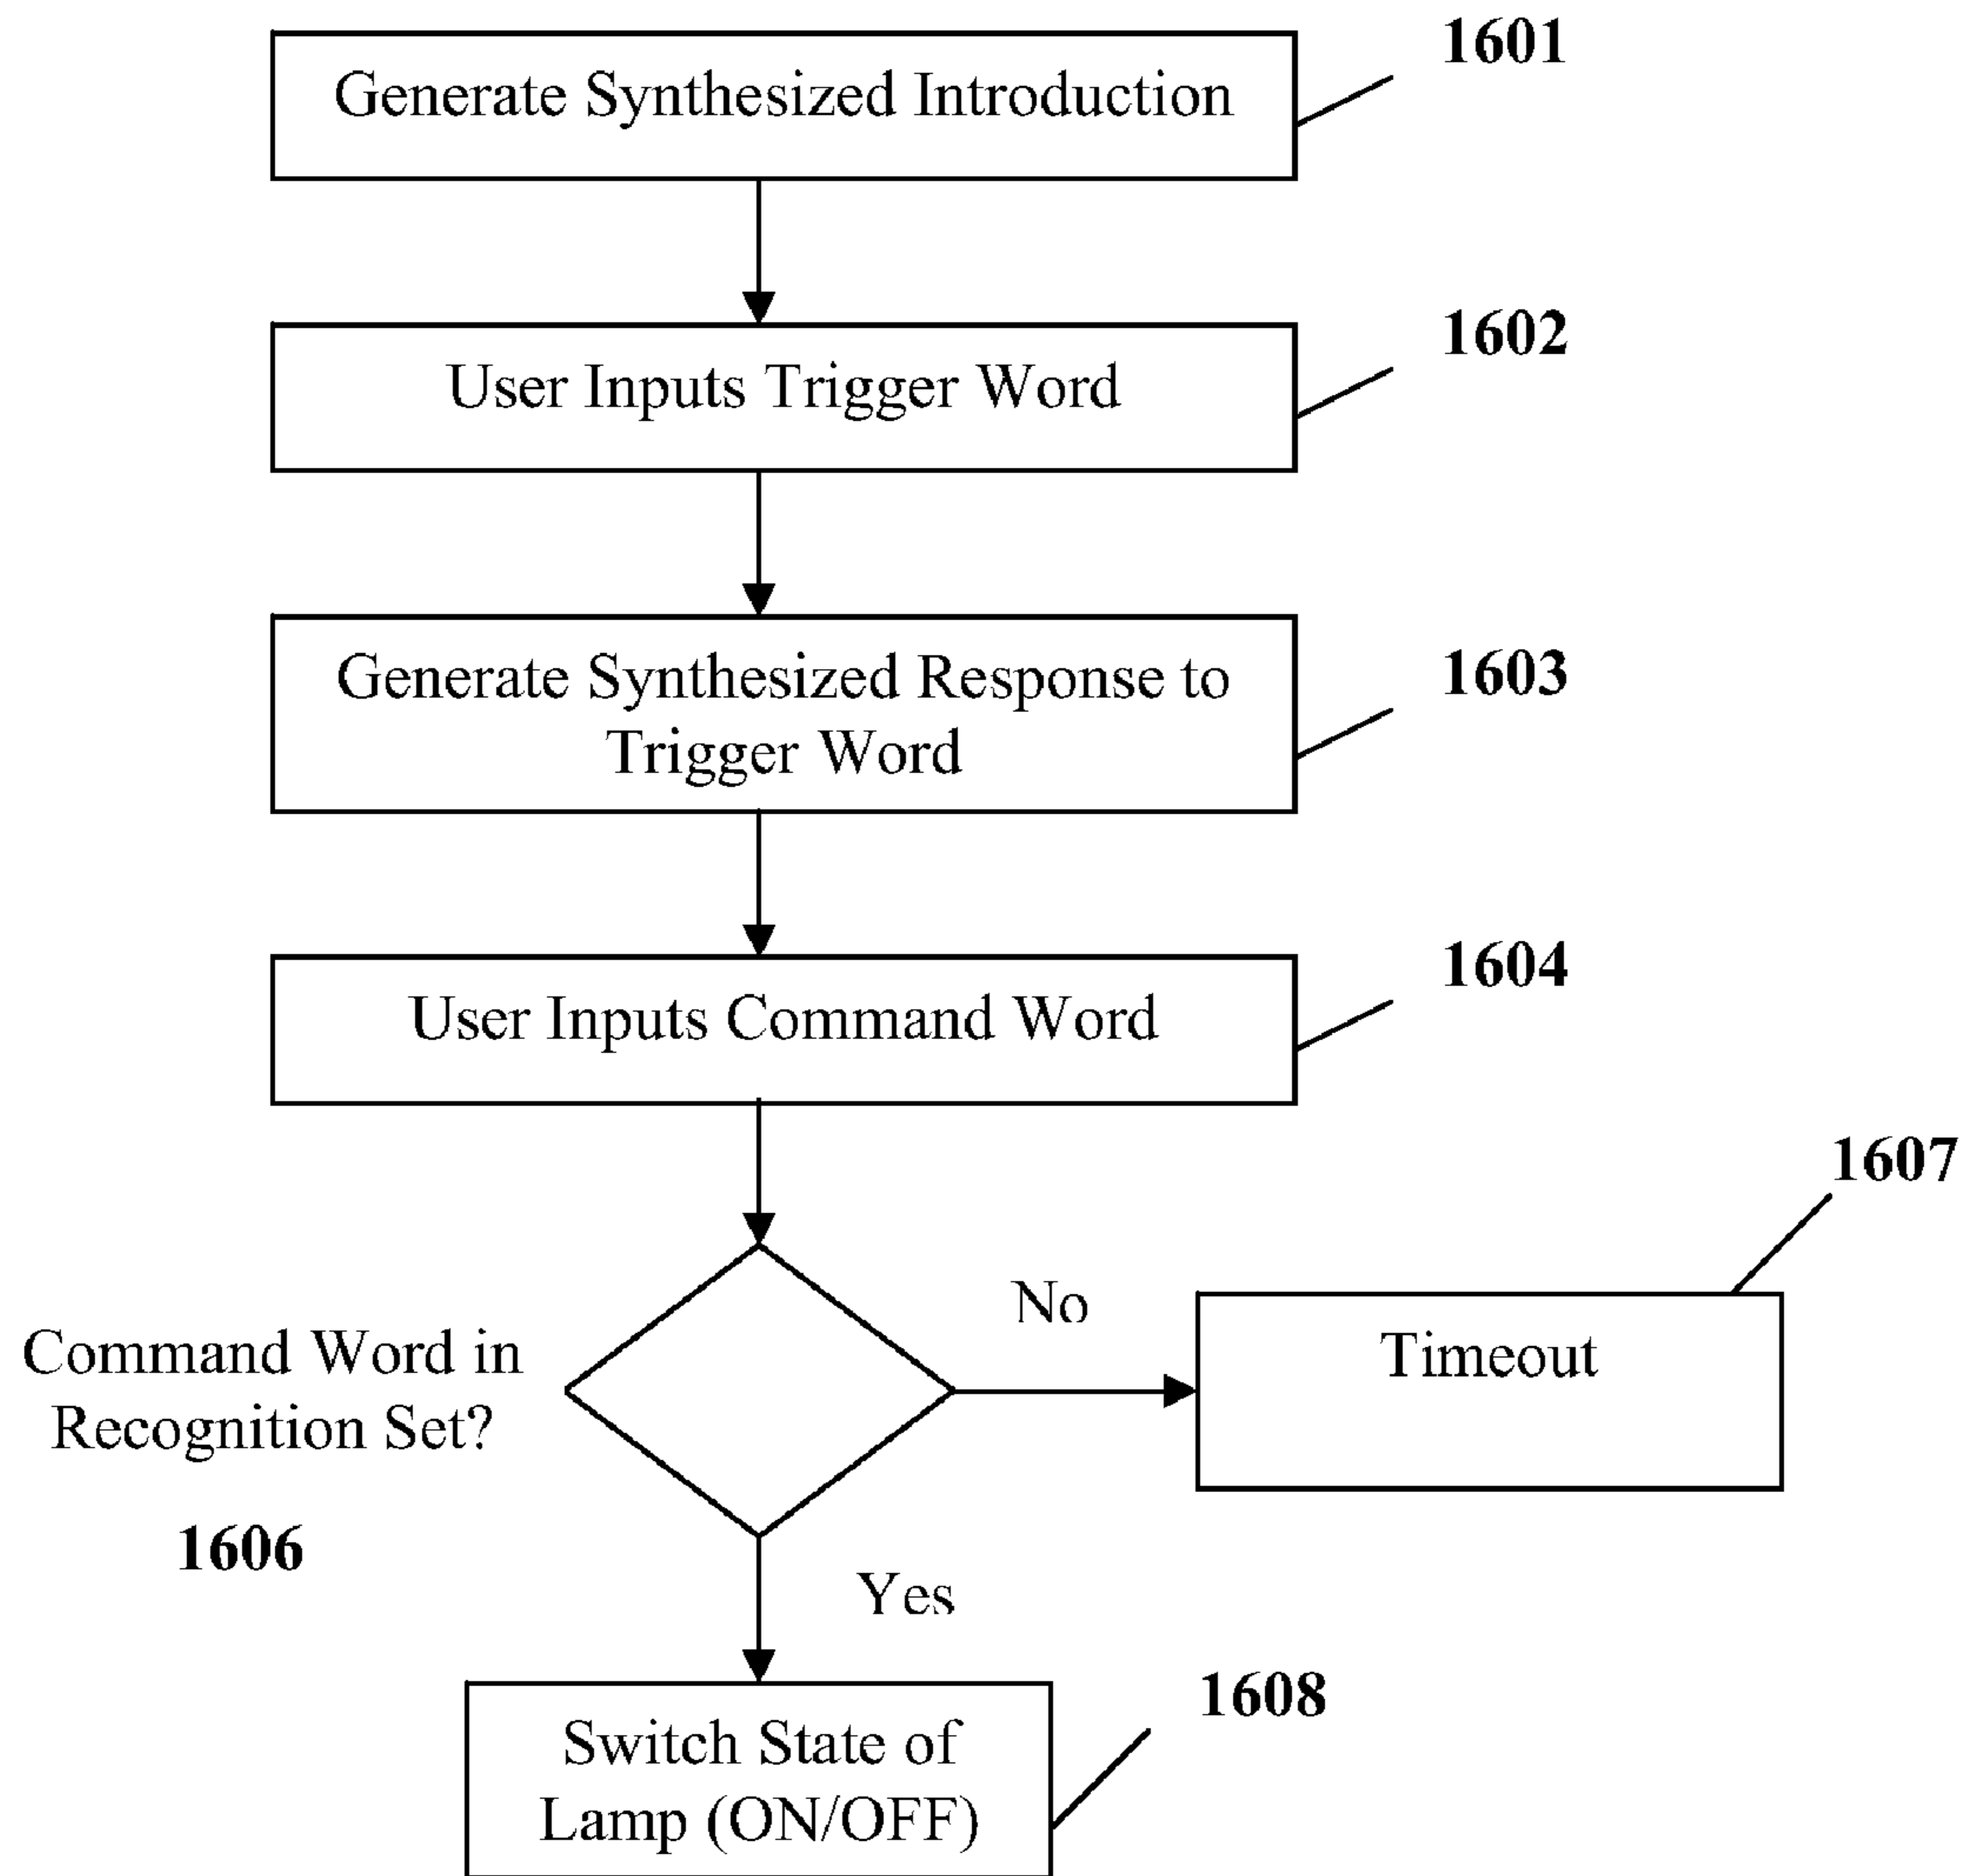 1601
Generate Synthesized Introduction
1602
User Inputs Trigger Word
1603
Generate Synthesized Response to
Trigger Word
1604
User Inputs Command Word
1607
No
Timeout
Command Word in
Recognition Set?
1606
Yes
1608
Switch State of
Lamp (ON/OFF)